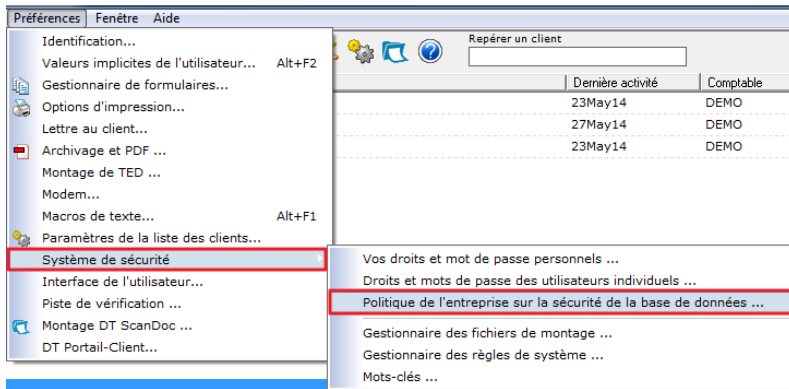 Préférences Fenêtre Aide
Identification...
Valeurs implicites de l'utilisateur... Alt+F2
Gestionnaire de formulaires...
Options d'impression...
Lettre au client...
Archivage et PDF ...
Montage de TED ...
Modem...
Macros de texte... Alt+F1
Paramètres de la liste des clients...
Système de sécurité
Interface de l'utilisateur...
Piste de vérification ...
Montage DT ScanDoc ...
DT Portail-Client...
Repérer un client
Dernière activité Comptable
23May14 DEMO
27May14 DEMO
23May14 DEMO
Vos droits et mot de passe personnels ...
Droits et mots de passe des utilisateurs individuels ...
Politique de l'entreprise sur la sécurité de la base de données ...
Gestionnaire des fichiers de montage ...
Gestionnaire des règles de système ...
Mots-clés ...